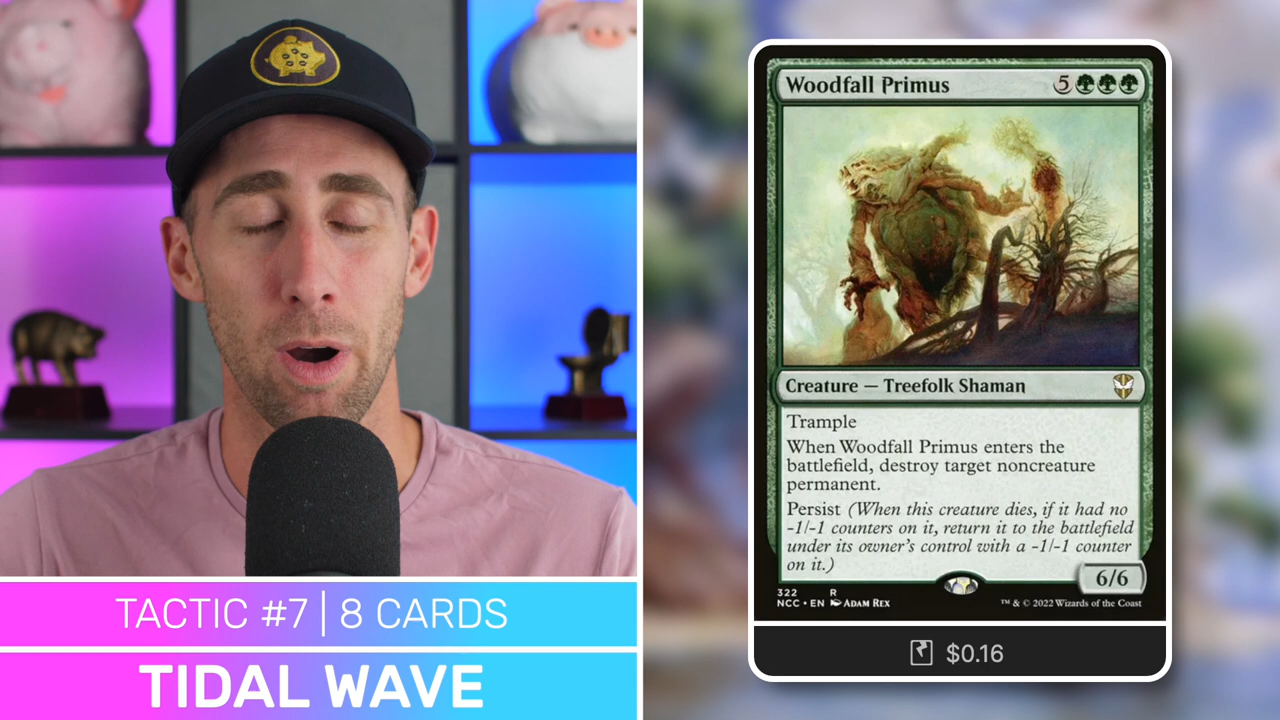 TACTIC #7 | 8 CARDS
TIDAL WAVE
Woodfall Primus 5
Creature — Treefolk Shaman
Trample
When Woodfall Primus enters the
battlefield, destroy target noncreature
permanent.
Persist (When this creature dies, if it had no
-1/-1 counters on it, return it to the battlefield
under its owner's control with a -1/-1 counter
on it.)
6/6
322 R
NCC • EN ADAM REX
™ & © 2022 Wizards of the Coast
$0.16